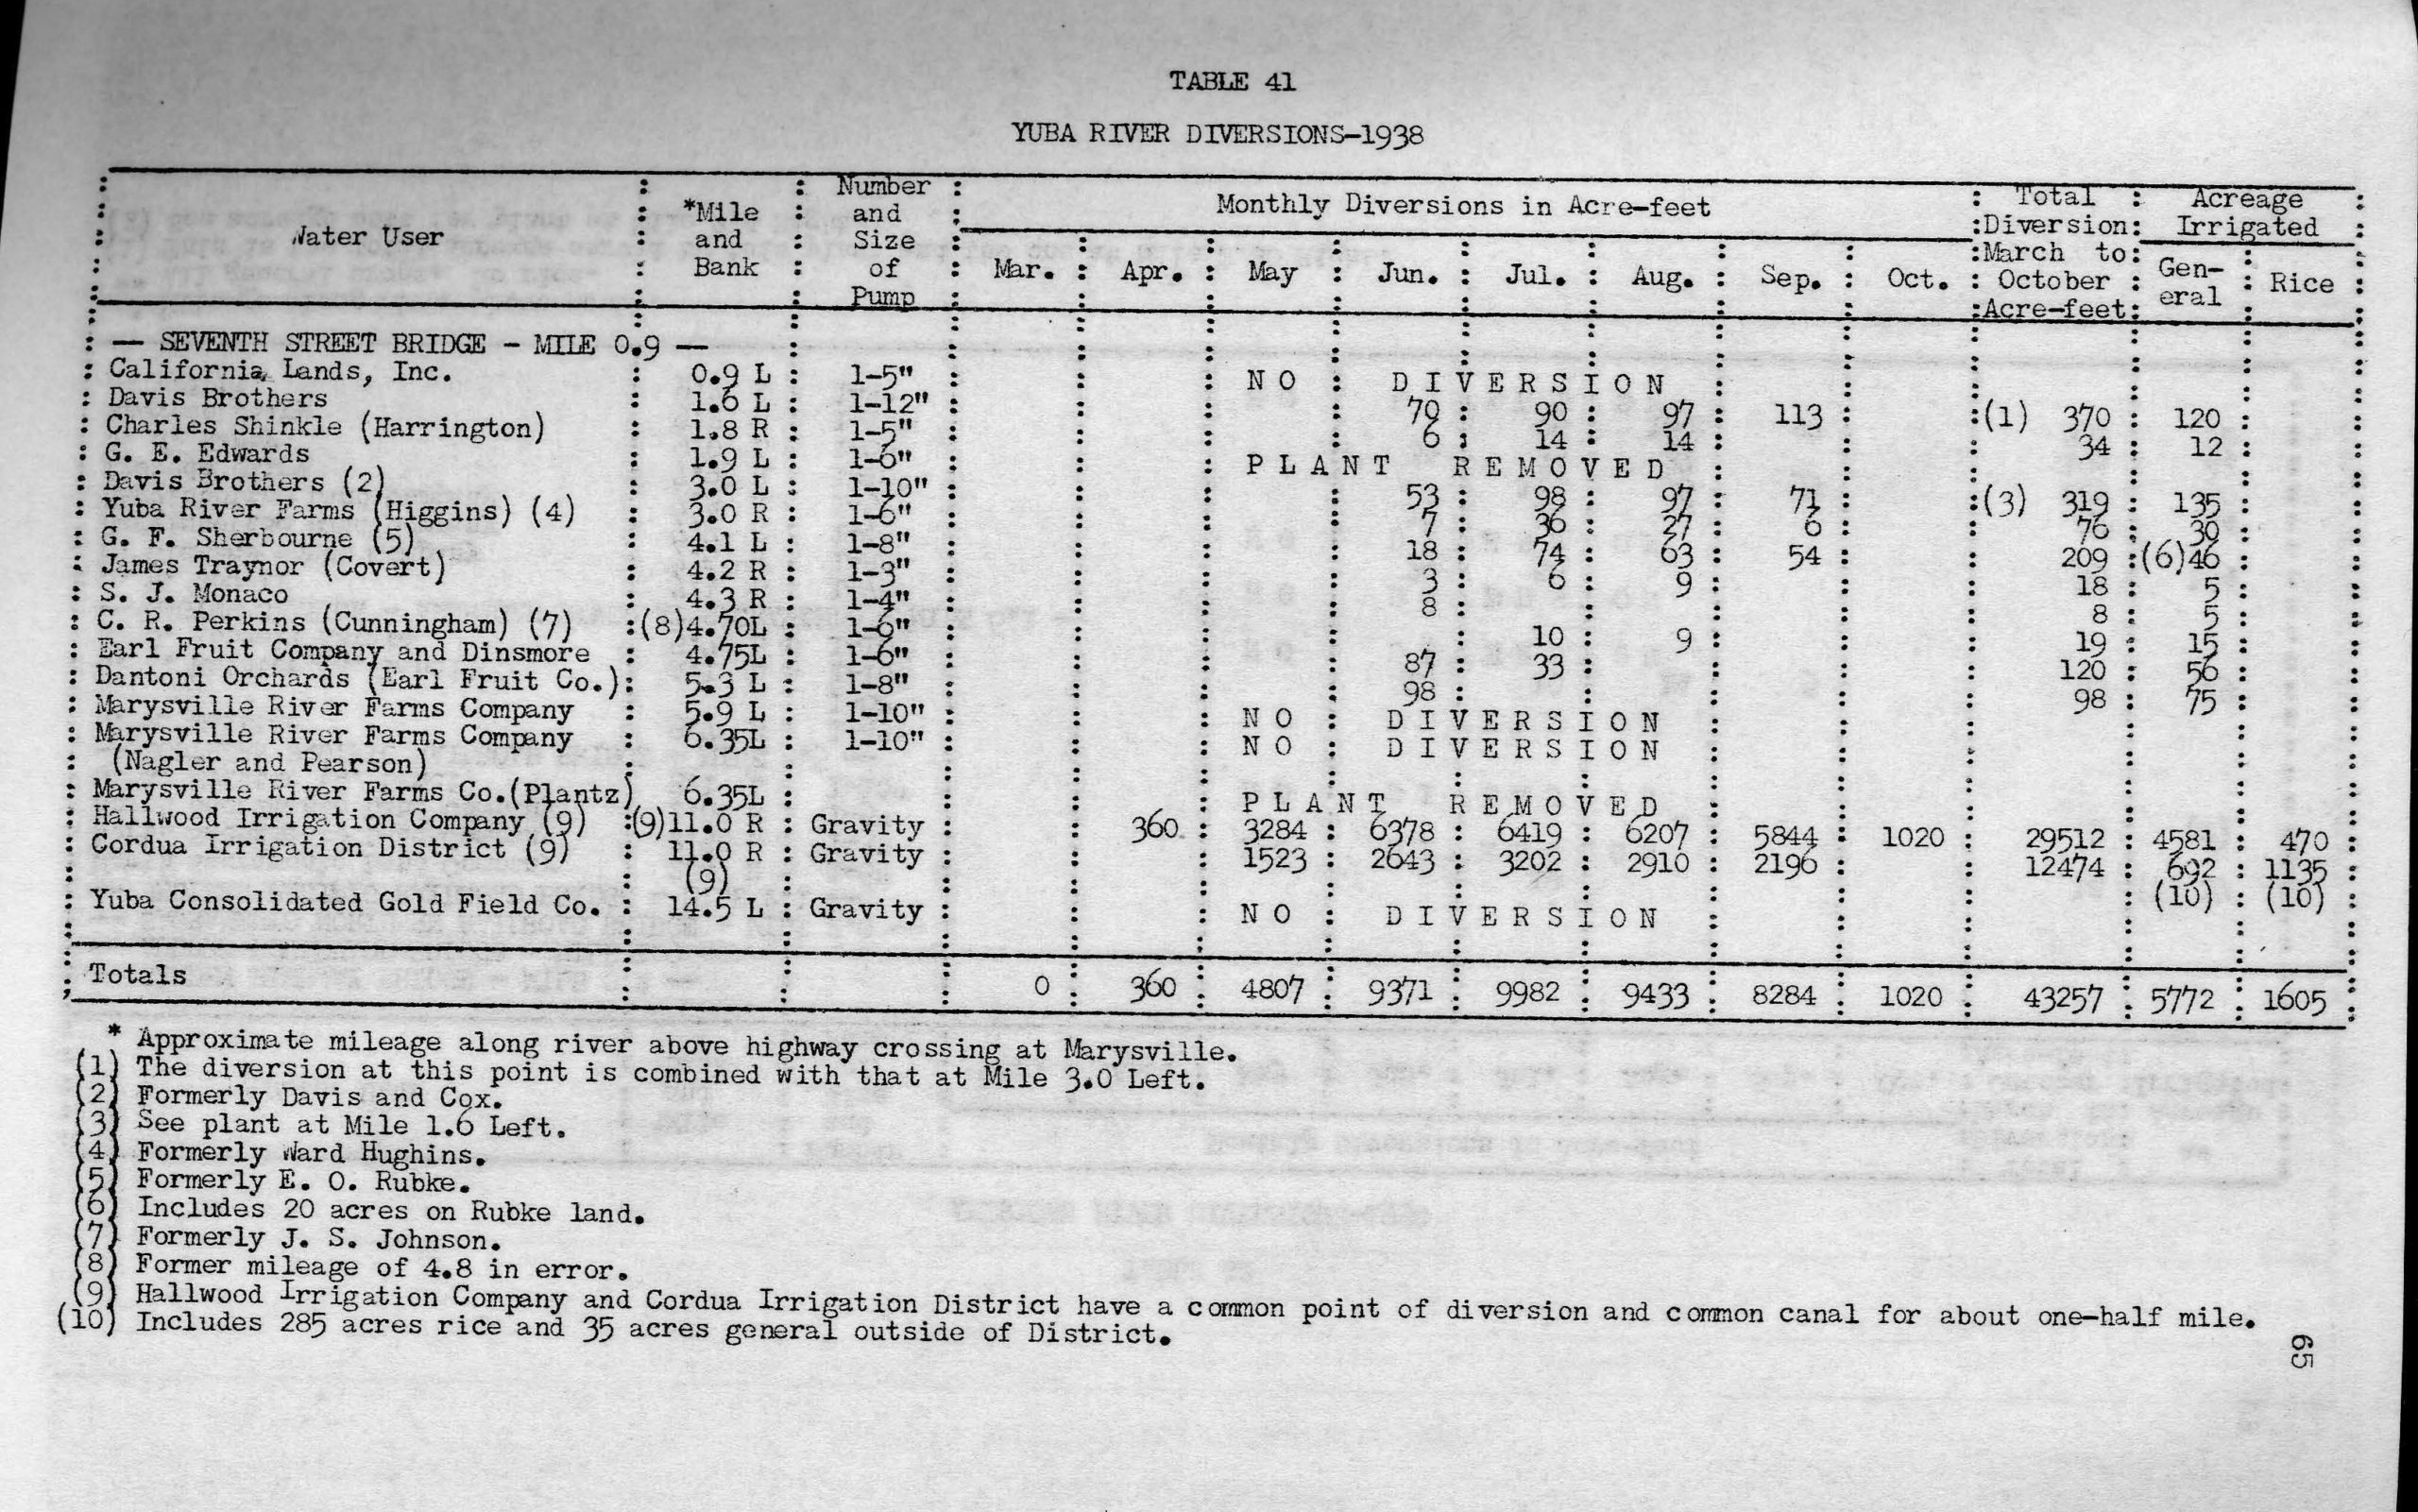 TABLE 41
YUBA RIVER DIVERSIONS-1938
Water User : *Mile and Bank : Number and Size of Pump : Monthly Diversions in Acre-feet : Total Diversion March to October Acre-feet : Acreage Irrigated
Mar. : Apr. : May : Jun. : Jul. : Aug. : Sep. : Oct. : Gen-eral : Rice
— SEVENTH STREET BRIDGE - MILE 0.9 —
California Lands, Inc. : 0.9 L : 1-5" : NO DIVERSION
Davis Brothers : 1.6 L : 1-12" : 70 : 90 : 97 : 113 : (1) 370 : 120
Charles Shinkle (Harrington) : 1.8 R : 1-5" : 6 : 14 : 14 : 34 : 12
G. E. Edwards : 1.9 L : 1-6" : PLANT REMOVED
Davis Brothers (2) : 3.0 L : 1-10" : 53 : 98 : 97 : 71 : (3) 319 : 135
Yuba River Farms (Higgins) (4) : 3.0 R : 1-6" : 7 : 36 : 27 : 6 : 76 : 30
G. F. Sherbourne (5) : 4.1 L : 1-8" : 18 : 74 : 63 : 54 : 209 : (6)46
James Traynor (Covert) : 4.2 R : 1-3" : 3 : 6 : 9 : 18 : 5
S. J. Monaco : 4.3 R : 1-4" : 8 : 8 : 5
C. R. Perkins (Cunningham) (7) : (8)4.70L : 1-6" : 10 : 9 : 19 : 15
Earl Fruit Company and Dinsmore : 4.75L : 1-6" : 87 : 33 : 120 : 56
Dantoni Orchards (Earl Fruit Co.) : 5.3 L : 1-8" : 98 : 98 : 75
Marysville River Farms Company : 5.9 L : 1-10" : NO DIVERSION
Marysville River Farms Company : 6.35L : 1-10" : NO DIVERSION
(Nagler and Pearson)
Marysville River Farms Co.(Plantz) 6.35L : PLANT REMOVED
Hallwood Irrigation Company (9) : (9)11.0 R : Gravity : 360 : 3284 : 6378 : 6419 : 6207 : 5844 : 1020 : 29512 : 4581 : 470
Cordua Irrigation District (9) : 11.0 R : Gravity : 1523 : 2643 : 3202 : 2910 : 2196 : 12474 : 692 : 1135
(9) (10) : (10)
Yuba Consolidated Gold Field Co. : 14.5 L : Gravity : NO DIVERSION
Totals : 0 : 360 : 4807 : 9371 : 9982 : 9433 : 8284 : 1020 : 43257 : 5772 : 1605
* Approximate mileage along river above highway crossing at Marysville.
(1) The diversion at this point is combined with that at Mile 3.0 Left.
(2) Formerly Davis and Cox.
(3) See plant at Mile 1.6 Left.
(4) Formerly Ward Hughins.
(5) Formerly E. O. Rubke.
(6) Includes 20 acres on Rubke land.
(7) Formerly J. S. Johnson.
(8) Former mileage of 4.8 in error.
(9) Hallwood Irrigation Company and Cordua Irrigation District have a common point of diversion and common canal for about one-half mile.
(10) Includes 285 acres rice and 35 acres general outside of District.
65